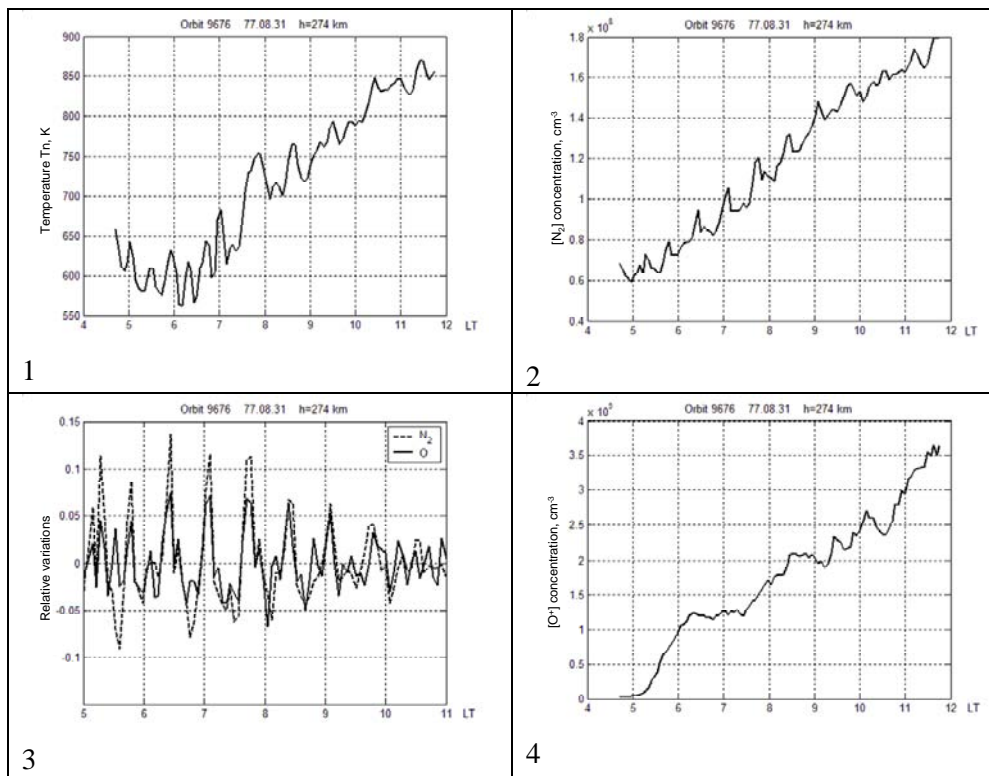 Orbit 9676 77.08.31 h=274 km
900
850
800
750
700
650
600
550
Temperature Tn, K
4 5 6 7 8 9 10 11 12 LT
1
Orbit 9676 77.08.31 h=274 km
x 10⁸
1.8
1.6
1.4
1.2
1
0.8
0.6
0.4
[N₂] concentration, cm⁻³
4 5 6 7 8 9 10 11 12 LT
2
Orbit 9676 77.08.31 h=274 km
0.15
0.1
0.05
0
-0.05
-0.1
Relative variations
N₂
O
5 6 7 8 9 10 11 LT
3
Orbit 9676 77.08.31 h=274 km
x 10⁵
4
3.5
3
2.5
2
1.5
1
0.5
0
[O⁺] concentration, cm⁻³
4 5 6 7 8 9 10 11 12 LT
4